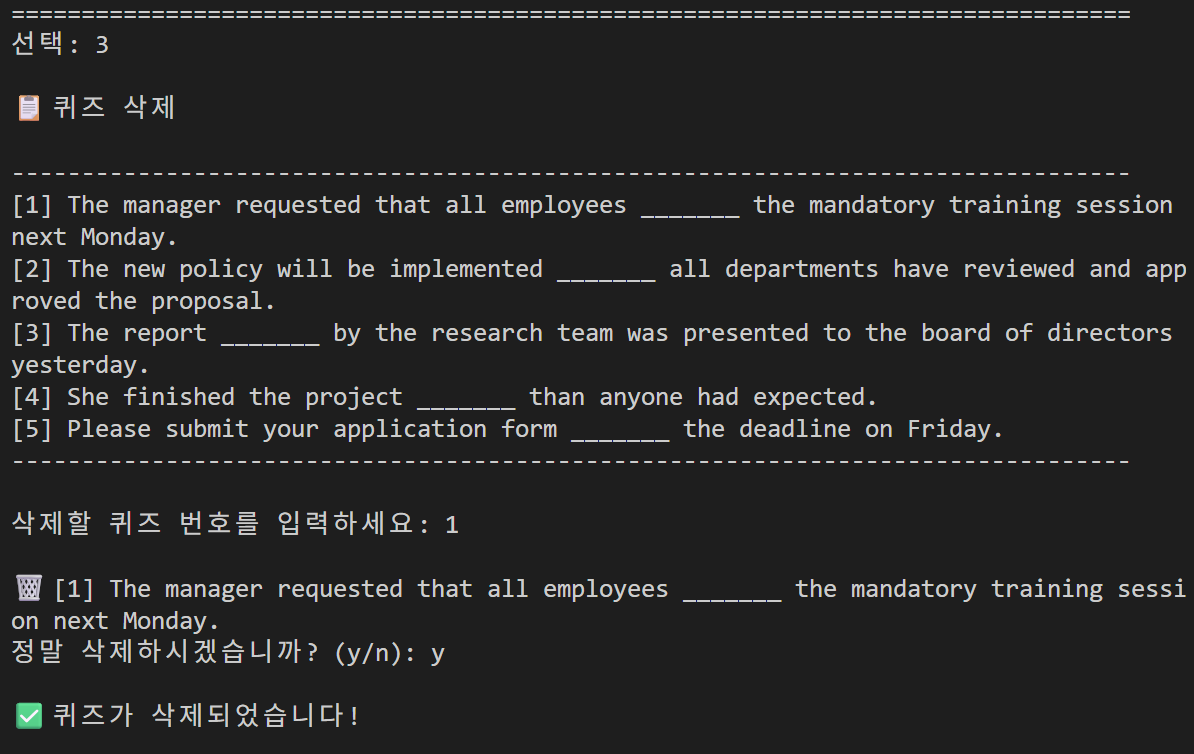 ================================================================================
선택: 3
📋 퀴즈 삭제
--------------------------------------------------------------------------------
[1] The manager requested that all employees _______ the mandatory training session
next Monday.
[2] The new policy will be implemented _______ all departments have reviewed and app
roved the proposal.
[3] The report _______ by the research team was presented to the board of directors
yesterday.
[4] She finished the project _______ than anyone had expected.
[5] Please submit your application form _______ the deadline on Friday.
--------------------------------------------------------------------------------
삭제할 퀴즈 번호를 입력하세요: 1
🗑️ [1] The manager requested that all employees _______ the mandatory training sessi
on next Monday.
정말 삭제하시겠습니까? (y/n): y
✅ 퀴즈가 삭제되었습니다!